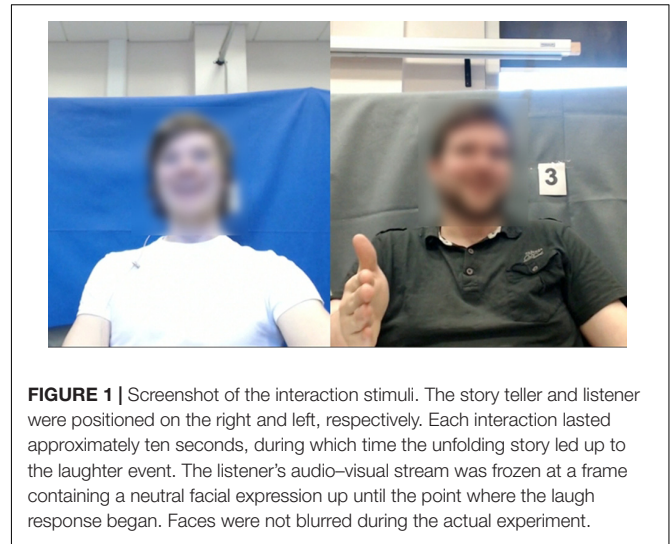 3
FIGURE 1 | Screenshot of the interaction stimuli. The story teller and listener
were positioned on the right and left, respectively. Each interaction lasted
approximately ten seconds, during which time the unfolding story led up to
the laughter event. The listener's audio–visual stream was frozen at a frame
containing a neutral facial expression up until the point where the laugh
response began. Faces were not blurred during the actual experiment.